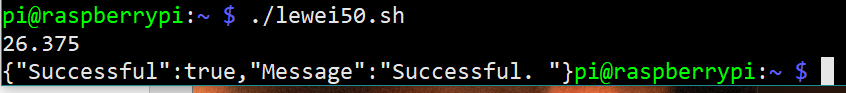 pi@raspberrypi:~ $ ./lewei50.sh
26.375
{"Successful":true,"Message":"Successful. "}pi@raspberrypi:~ $